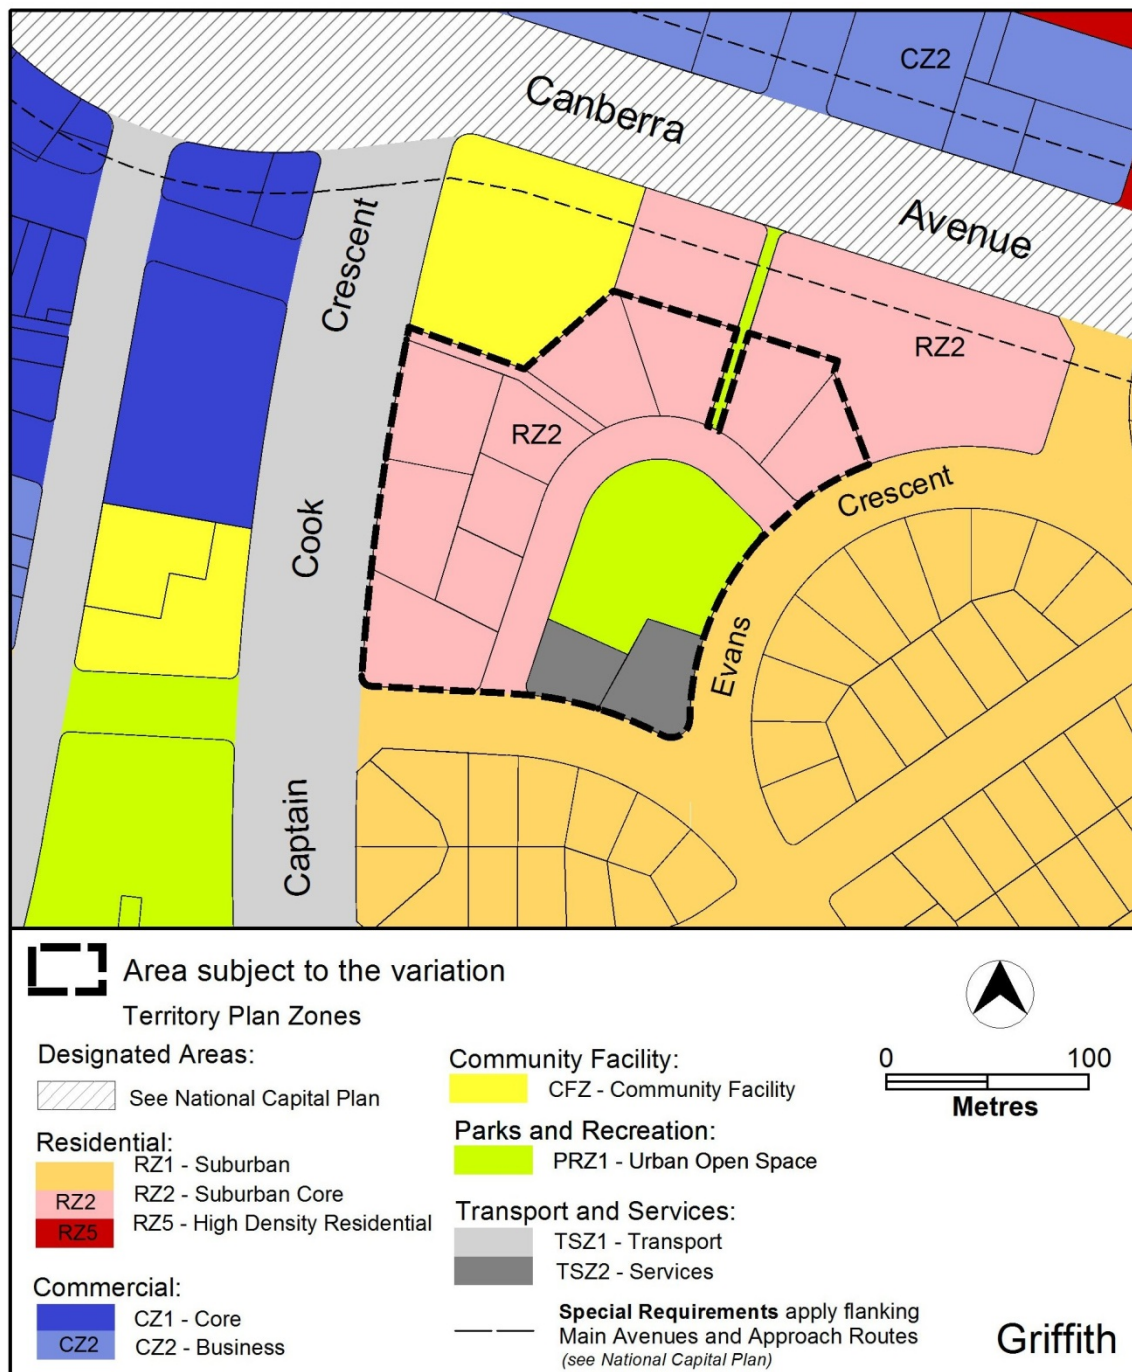 CZ2
Canberra
Avenue
Crescent
RZ2
RZ2
Crescent
Cook
Evans
Captain
Area subject to the variation
Territory Plan Zones
Designated Areas:
See National Capital Plan
Residential:
RZ1 - Suburban
RZ2
RZ2 - Suburban Core
RZ5
RZ5 - High Density Residential
Commercial:
CZ1 - Core
CZ2
CZ2 - Business
Community Facility:
CFZ - Community Facility
Parks and Recreation:
PRZ1 - Urban Open Space
Transport and Services:
TSZ1 - Transport
TSZ2 - Services
Special Requirements apply flanking
Main Avenues and Approach Routes
(see National Capital Plan)
0 100
Metres
Griffith